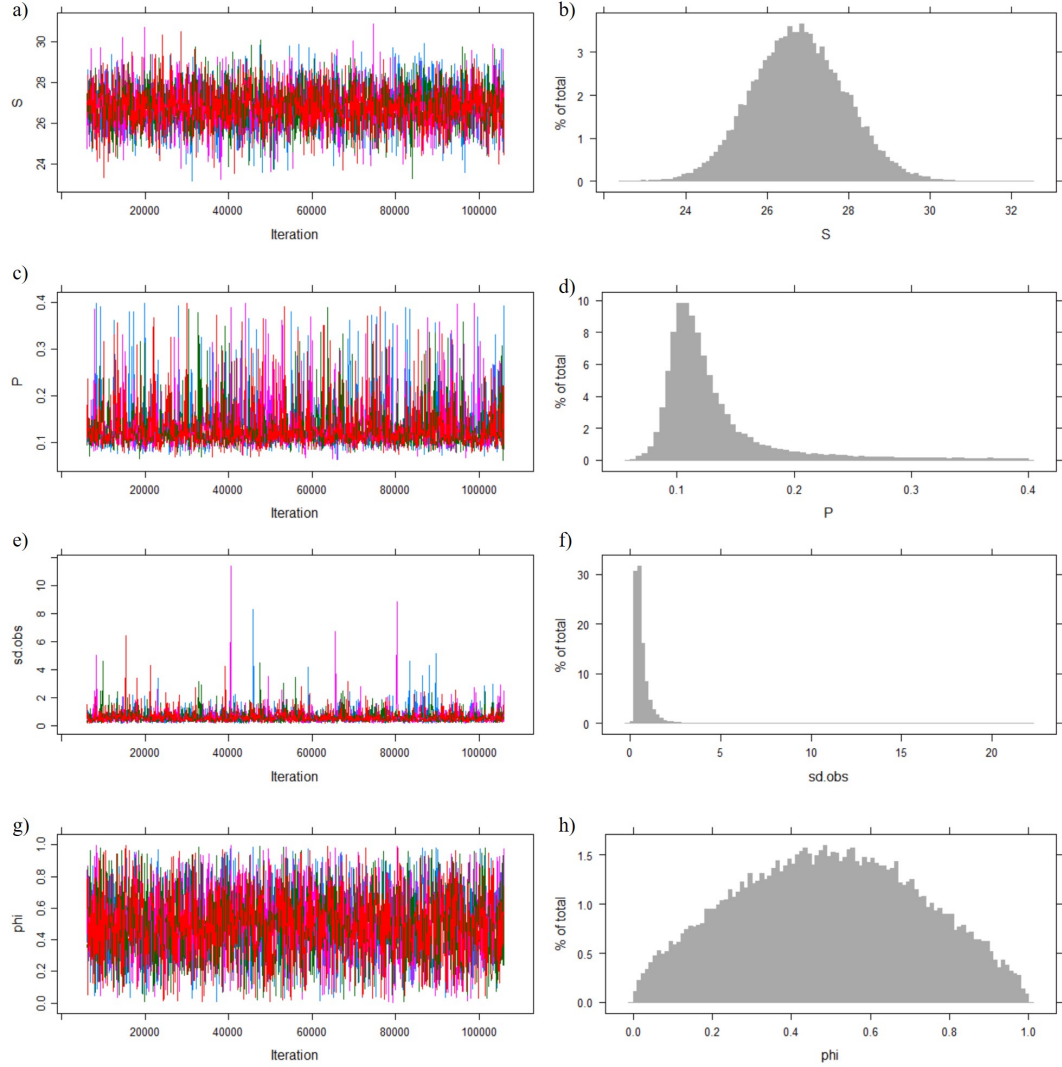 a)
S
30
28
26
24
20000 40000 60000 80000 100000
Iteration
b)
% of total
3
2
1
0
24 26 28 30 32
S
c)
P
0.4
0.3
0.2
0.1
20000 40000 60000 80000 100000
Iteration
d)
% of total
10
8
6
4
2
0
0.1 0.2 0.3 0.4
P
e)
sd.obs
10
8
6
4
2
0
20000 40000 60000 80000 100000
Iteration
f)
% of total
30
20
10
0
0 5 10 15 20
sd.obs
g)
phi
1.0
0.8
0.6
0.4
0.2
0.0
20000 40000 60000 80000 100000
Iteration
h)
% of total
1.5
1.0
0.5
0.0
0.0 0.2 0.4 0.6 0.8 1.0
phi